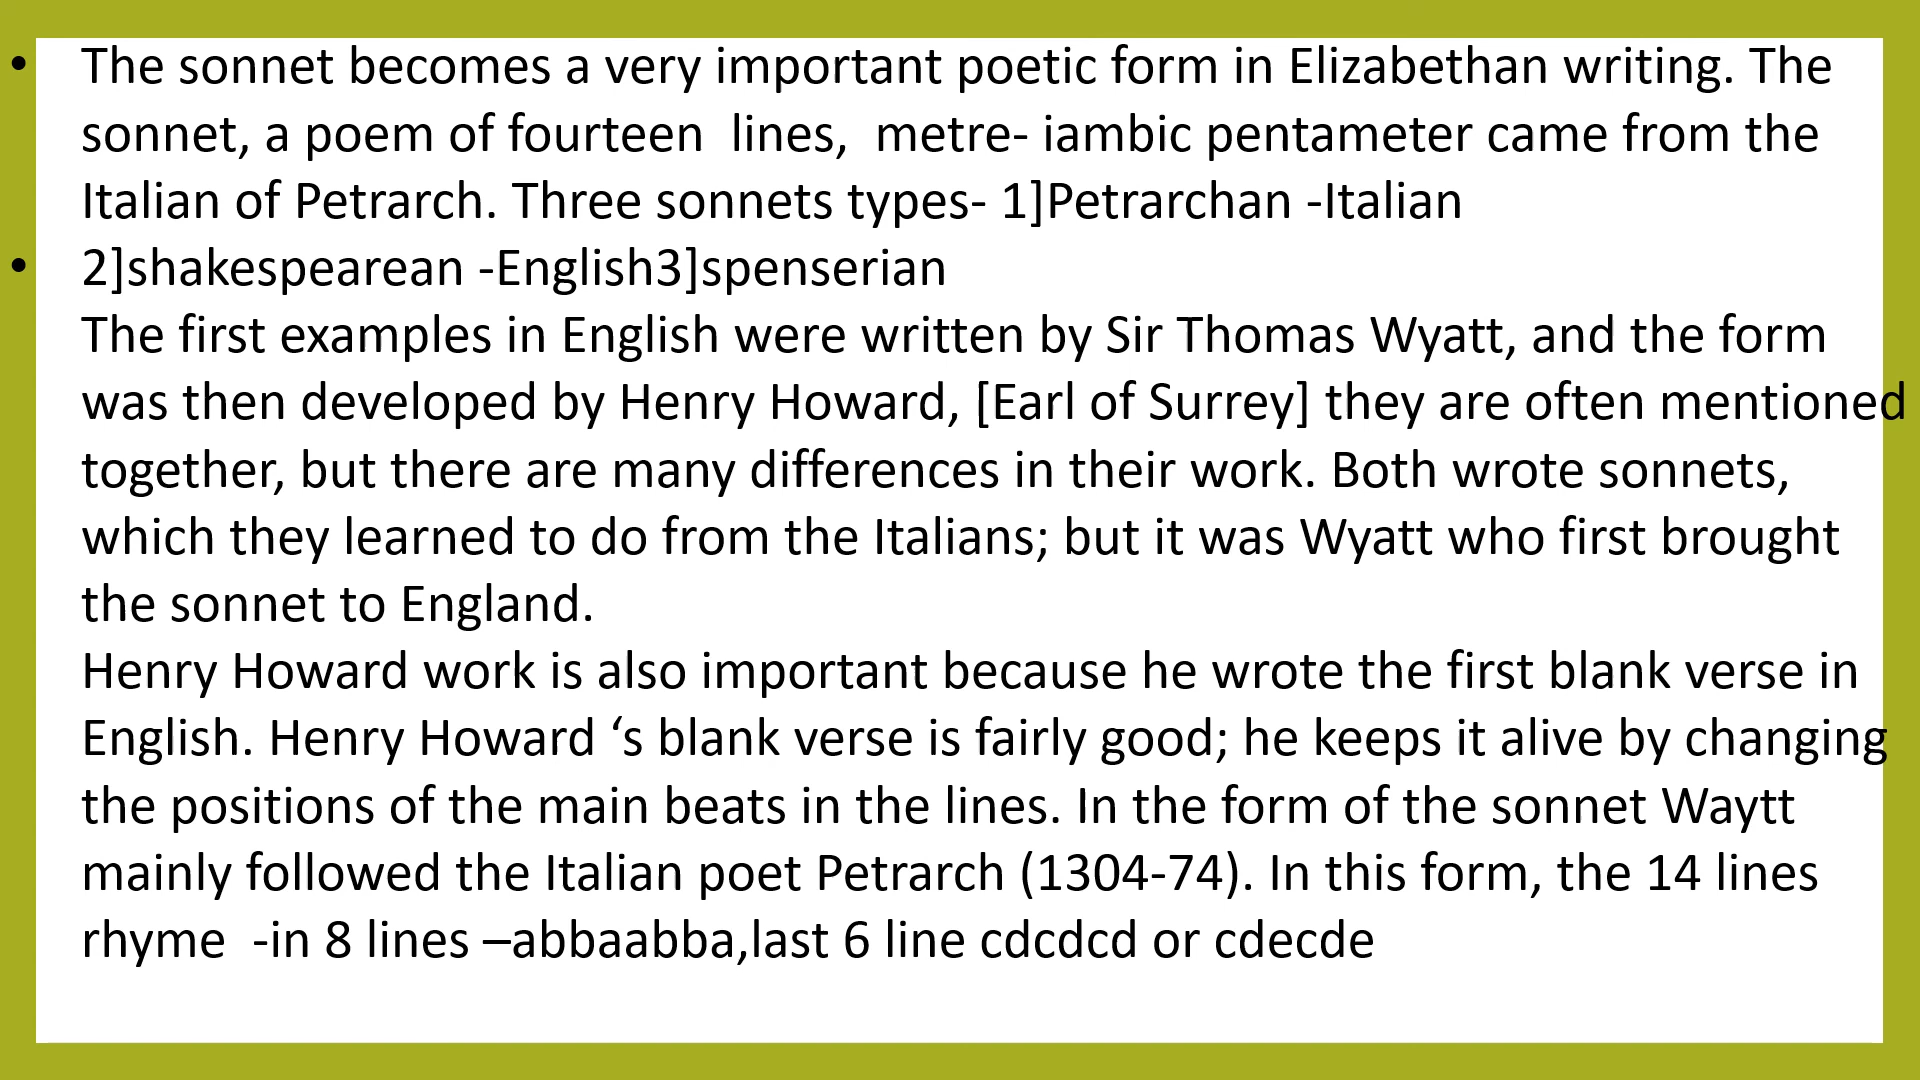 • The sonnet becomes a very important poetic form in Elizabethan writing. The
sonnet, a poem of fourteen  lines,  metre- iambic pentameter came from the
Italian of Petrarch. Three sonnets types- 1]Petrarchan -Italian
• 2]shakespearean -English3]spenserian
The first examples in English were written by Sir Thomas Wyatt, and the form
was then developed by Henry Howard, [Earl of Surrey] they are often mentioned
together, but there are many differences in their work. Both wrote sonnets,
which they learned to do from the Italians; but it was Wyatt who first brought
the sonnet to England.
Henry Howard work is also important because he wrote the first blank verse in
English. Henry Howard ‘s blank verse is fairly good; he keeps it alive by changing
the positions of the main beats in the lines. In the form of the sonnet Waytt
mainly followed the Italian poet Petrarch (1304-74). In this form, the 14 lines
rhyme  -in 8 lines –abbaabba,last 6 line cdcdcd or cdecde